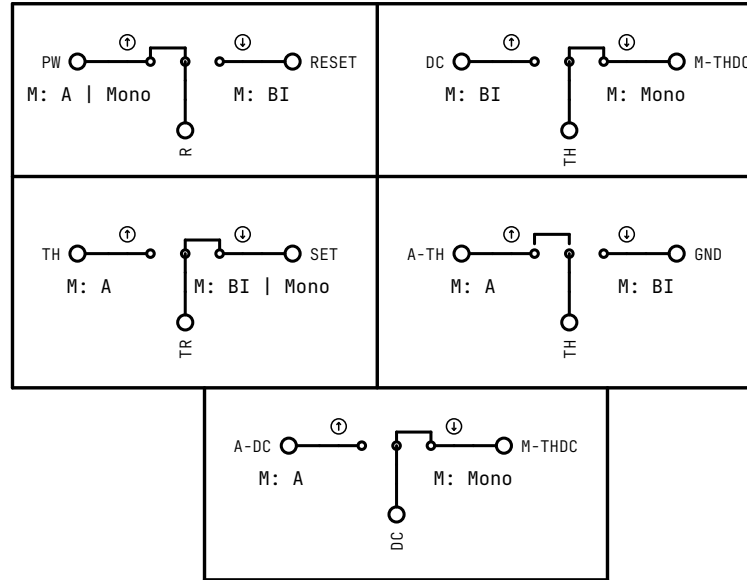 PW ↑ ↓ RESET
M: A | Mono M: BI
R
DC ↑ ↓ M-THDC
M: BI M: Mono
TH
TH ↑ ↓ SET
M: A M: BI | Mono
TR
A-TH ↑ ↓ GND
M: A M: BI
TH
A-DC ↑ ↓ M-THDC
M: A M: Mono
DC